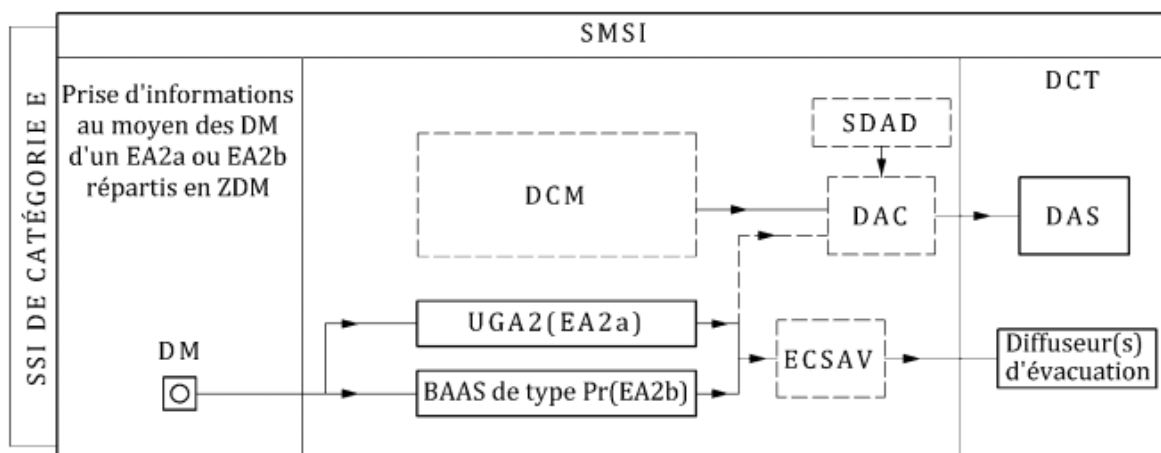 SSI DE CATÉGORIE E
SMSI
Prise d'informations
au moyen des DM
d'un EA2a ou EA2b
répartis en ZDM
DCT
SDAD
DCM
DAC
DAS
UGA2(EA2a)
DM
ECSAV
Diffuseur(s)
d'évacuation
BAAS de type Pr(EA2b)